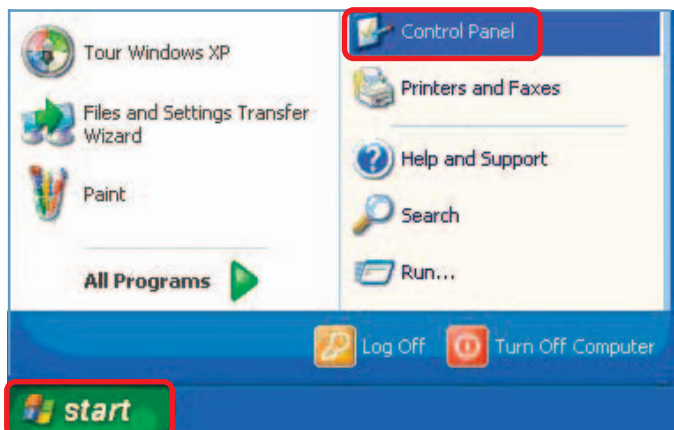 Tour Windows XP
Files and Settings Transfer
Wizard
Paint
All Programs
Control Panel
Printers and Faxes
Help and Support
Search
Run...
Log Off
Turn Off Computer
start